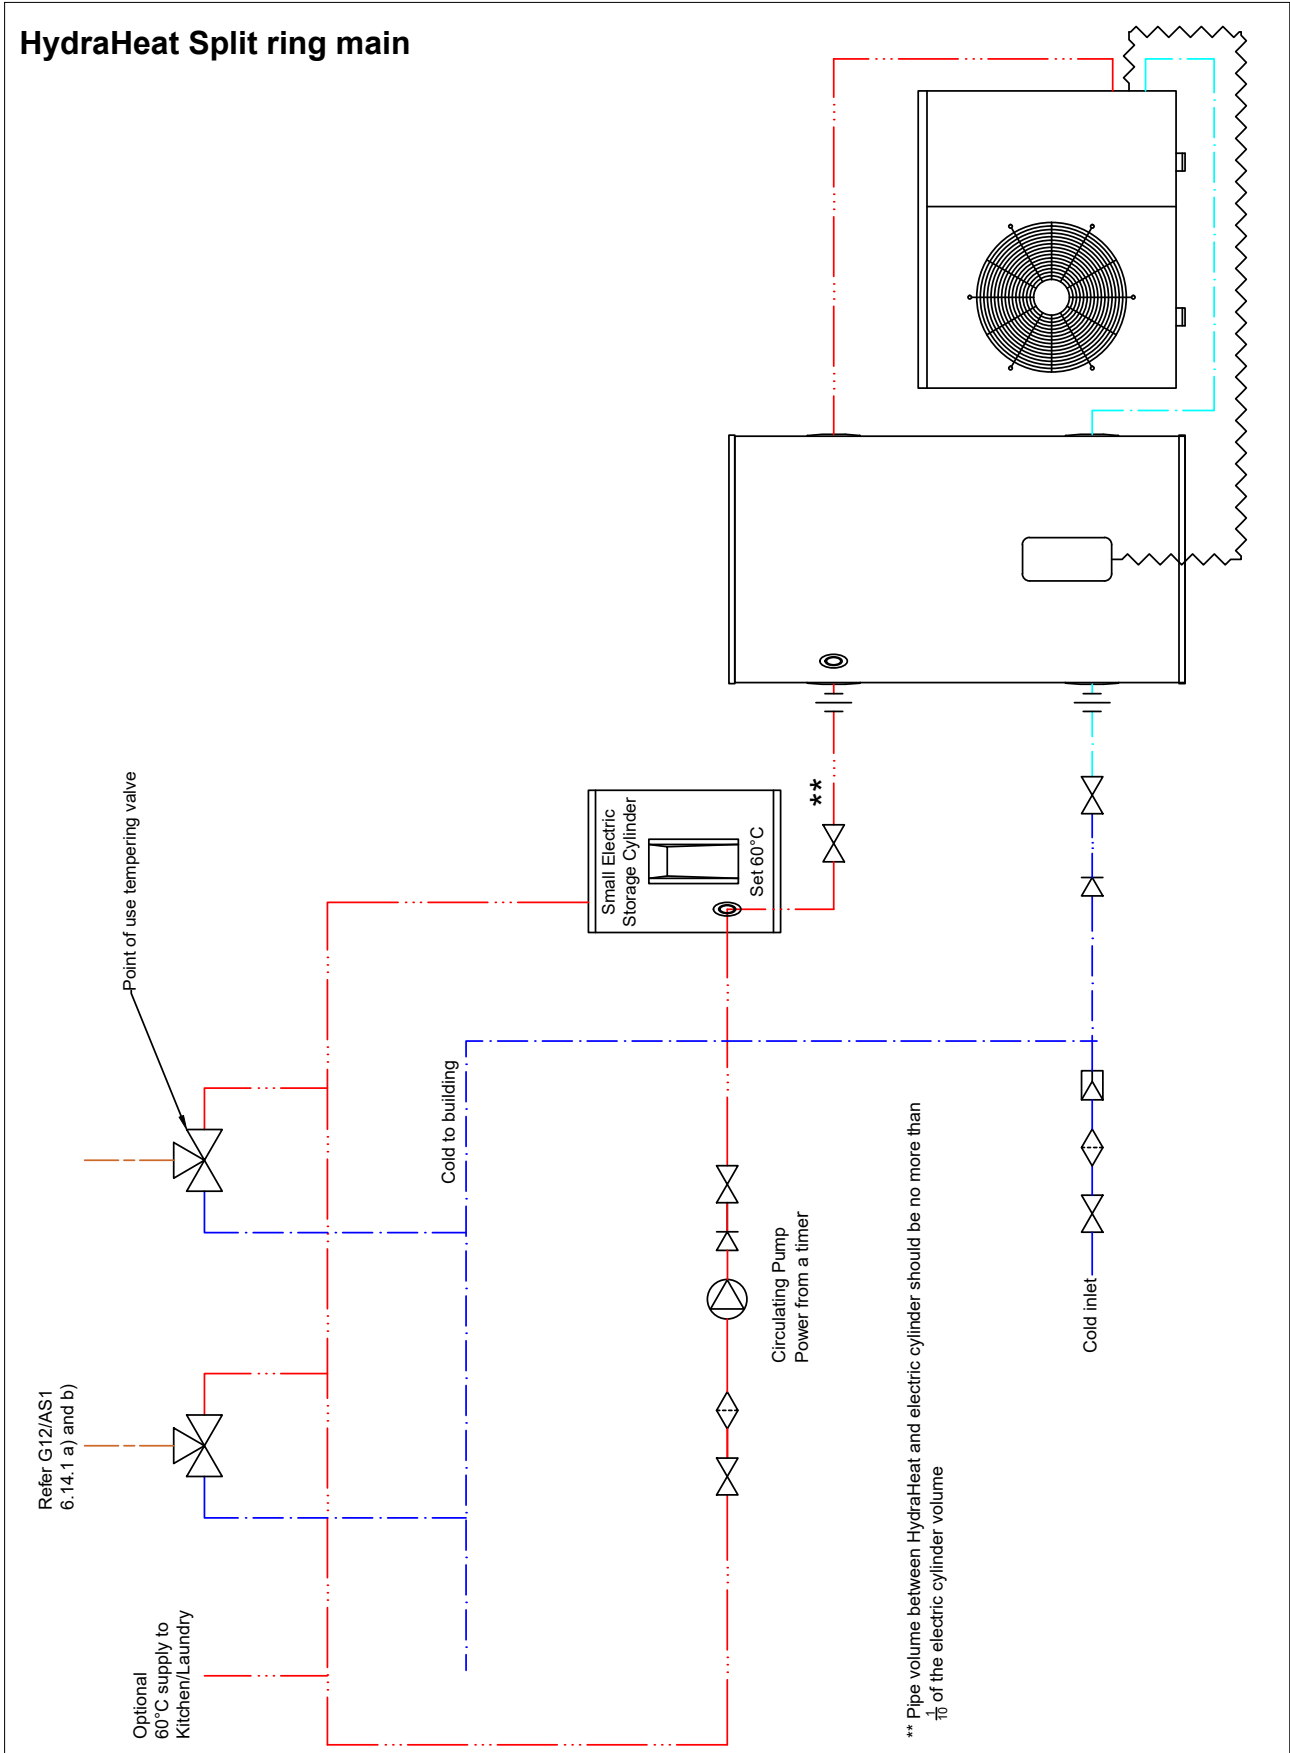 HydraHeat Split ring main
Point of use tempering valve
Small Electric
Storage Cylinder
Set 60°C
**
Cold to building
Circulating Pump
Power from a timer
Cold inlet
Refer G12/AS1
6.14.1 a) and b)
Optional
60°C supply to
Kitchen/Laundry
** Pipe volume between HydraHeat and electric cylinder should be no more than
1/10 of the electric cylinder volume